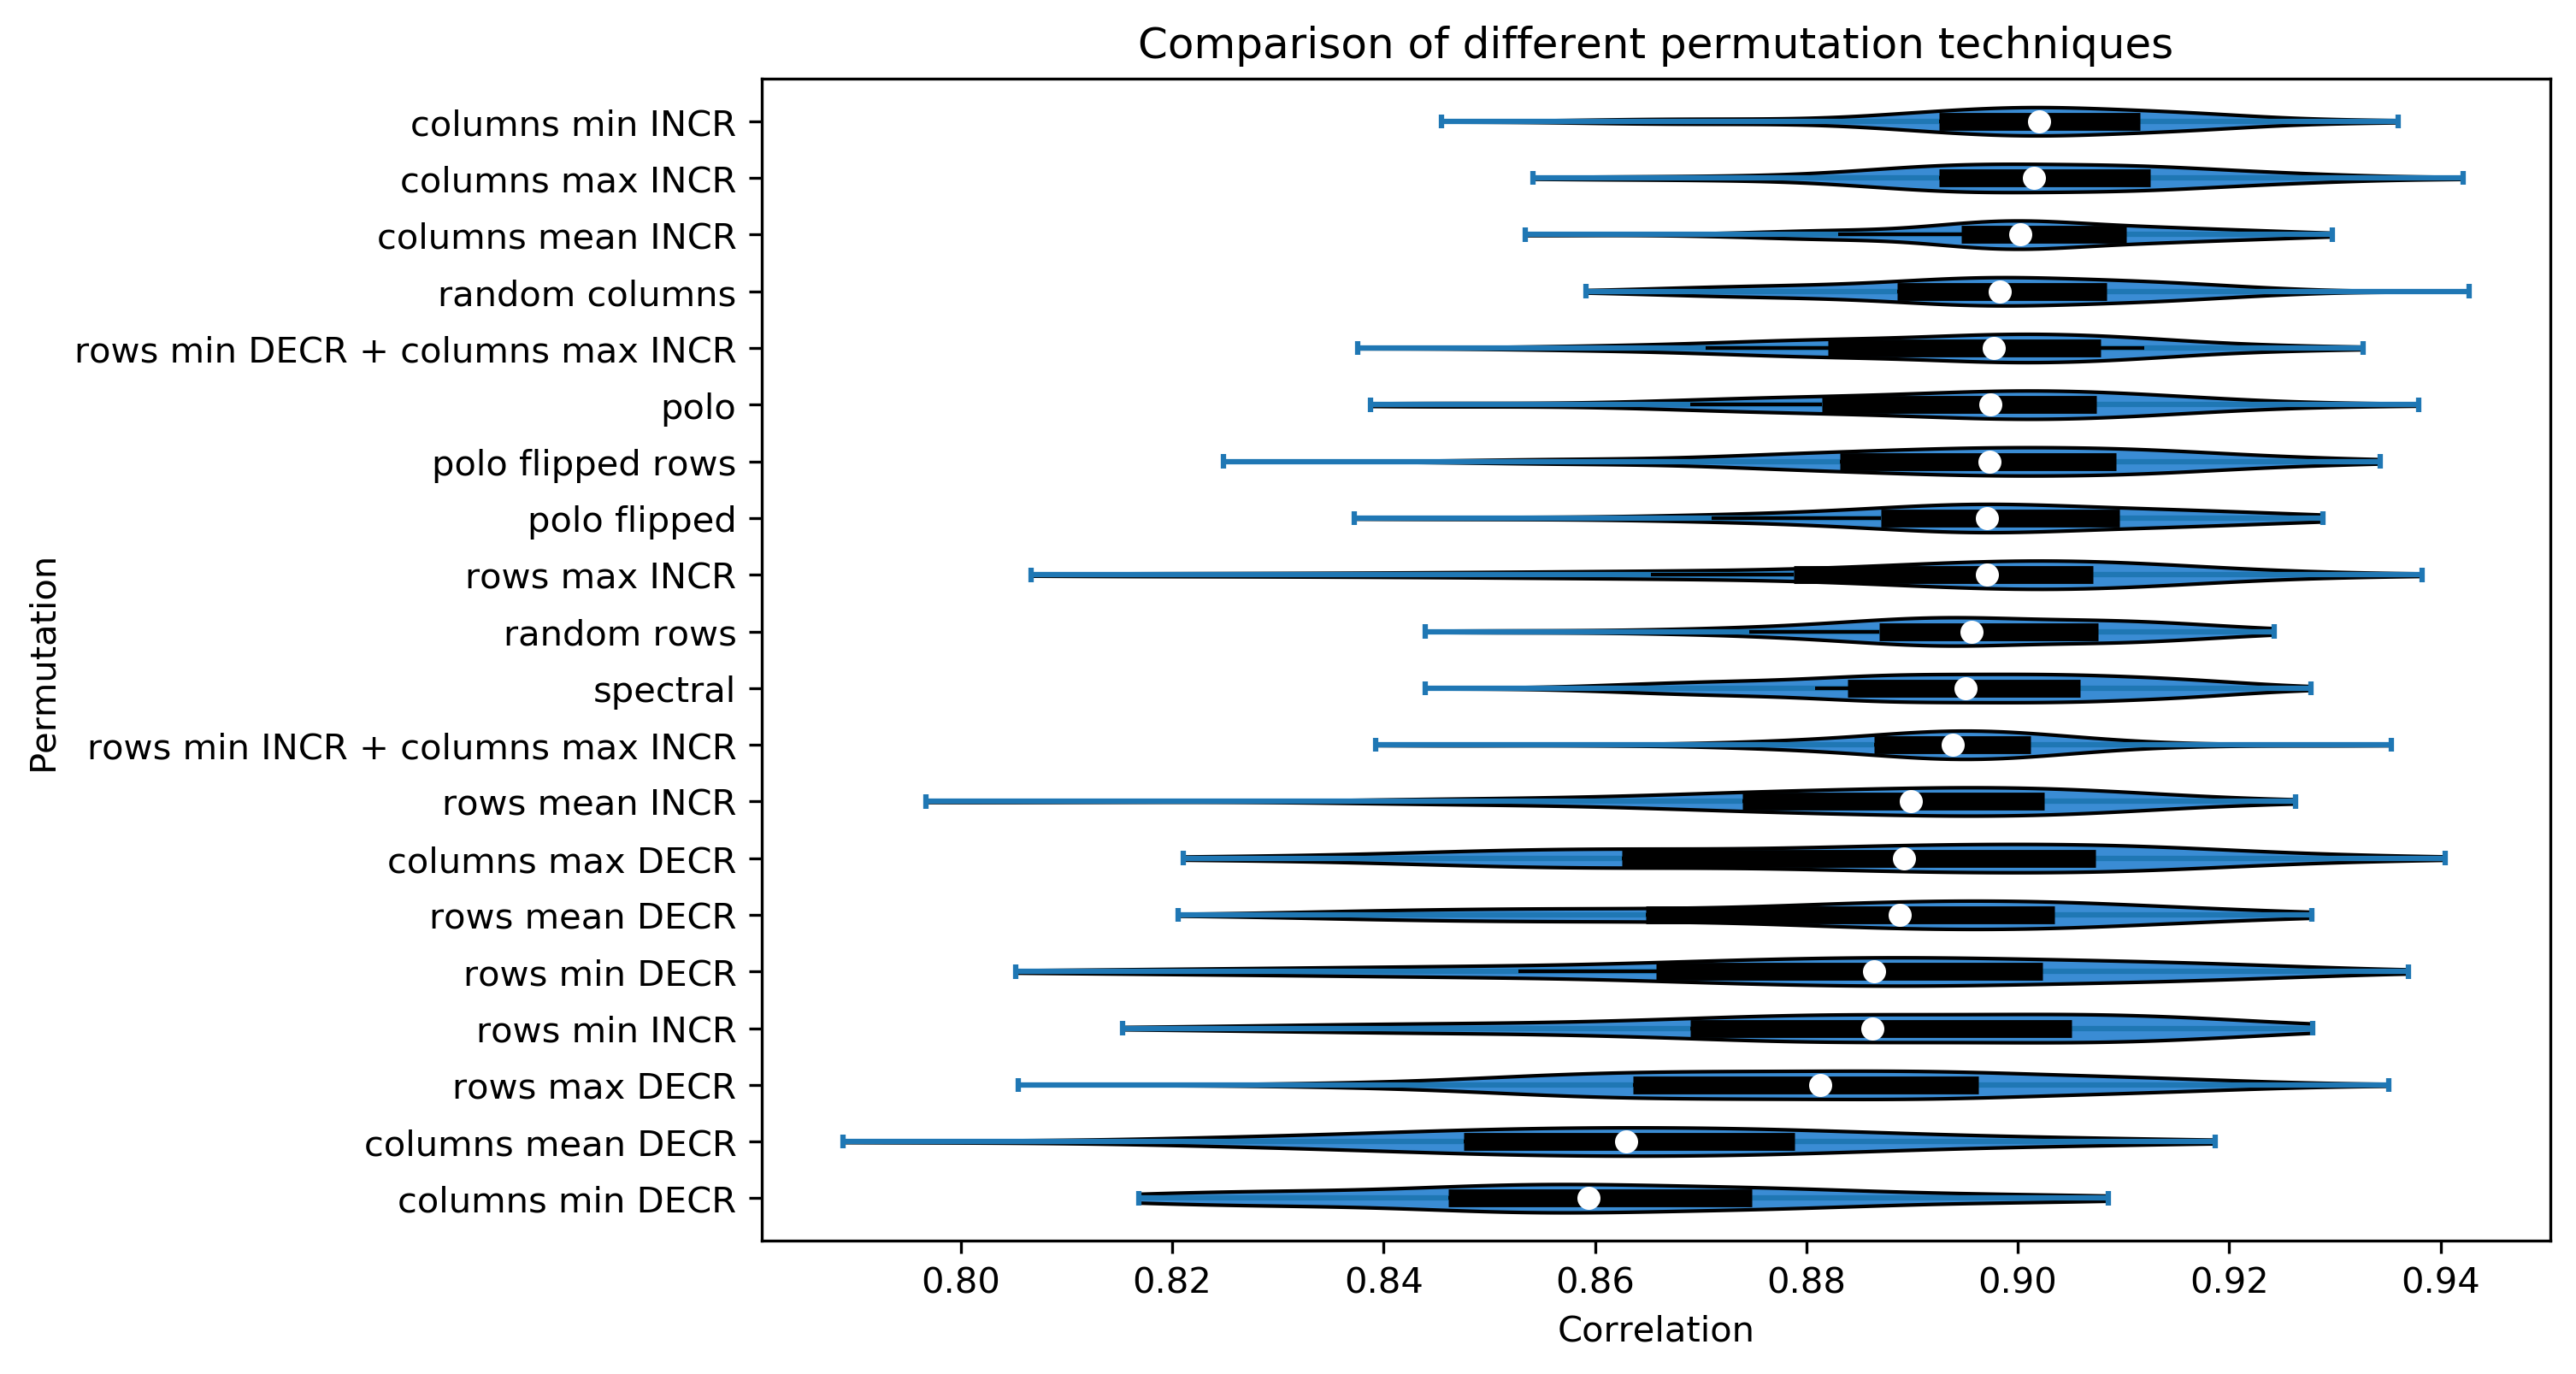 Comparison of different permutation techniques
Permutation
columns min INCR
columns max INCR
columns mean INCR
random columns
rows min DECR + columns max INCR
polo
polo flipped rows
polo flipped
rows max INCR
random rows
spectral
rows min INCR + columns max INCR
rows mean INCR
columns max DECR
rows mean DECR
rows min DECR
rows min INCR
rows max DECR
columns mean DECR
columns min DECR
0.80 0.82 0.84 0.86 0.88 0.90 0.92 0.94
Correlation